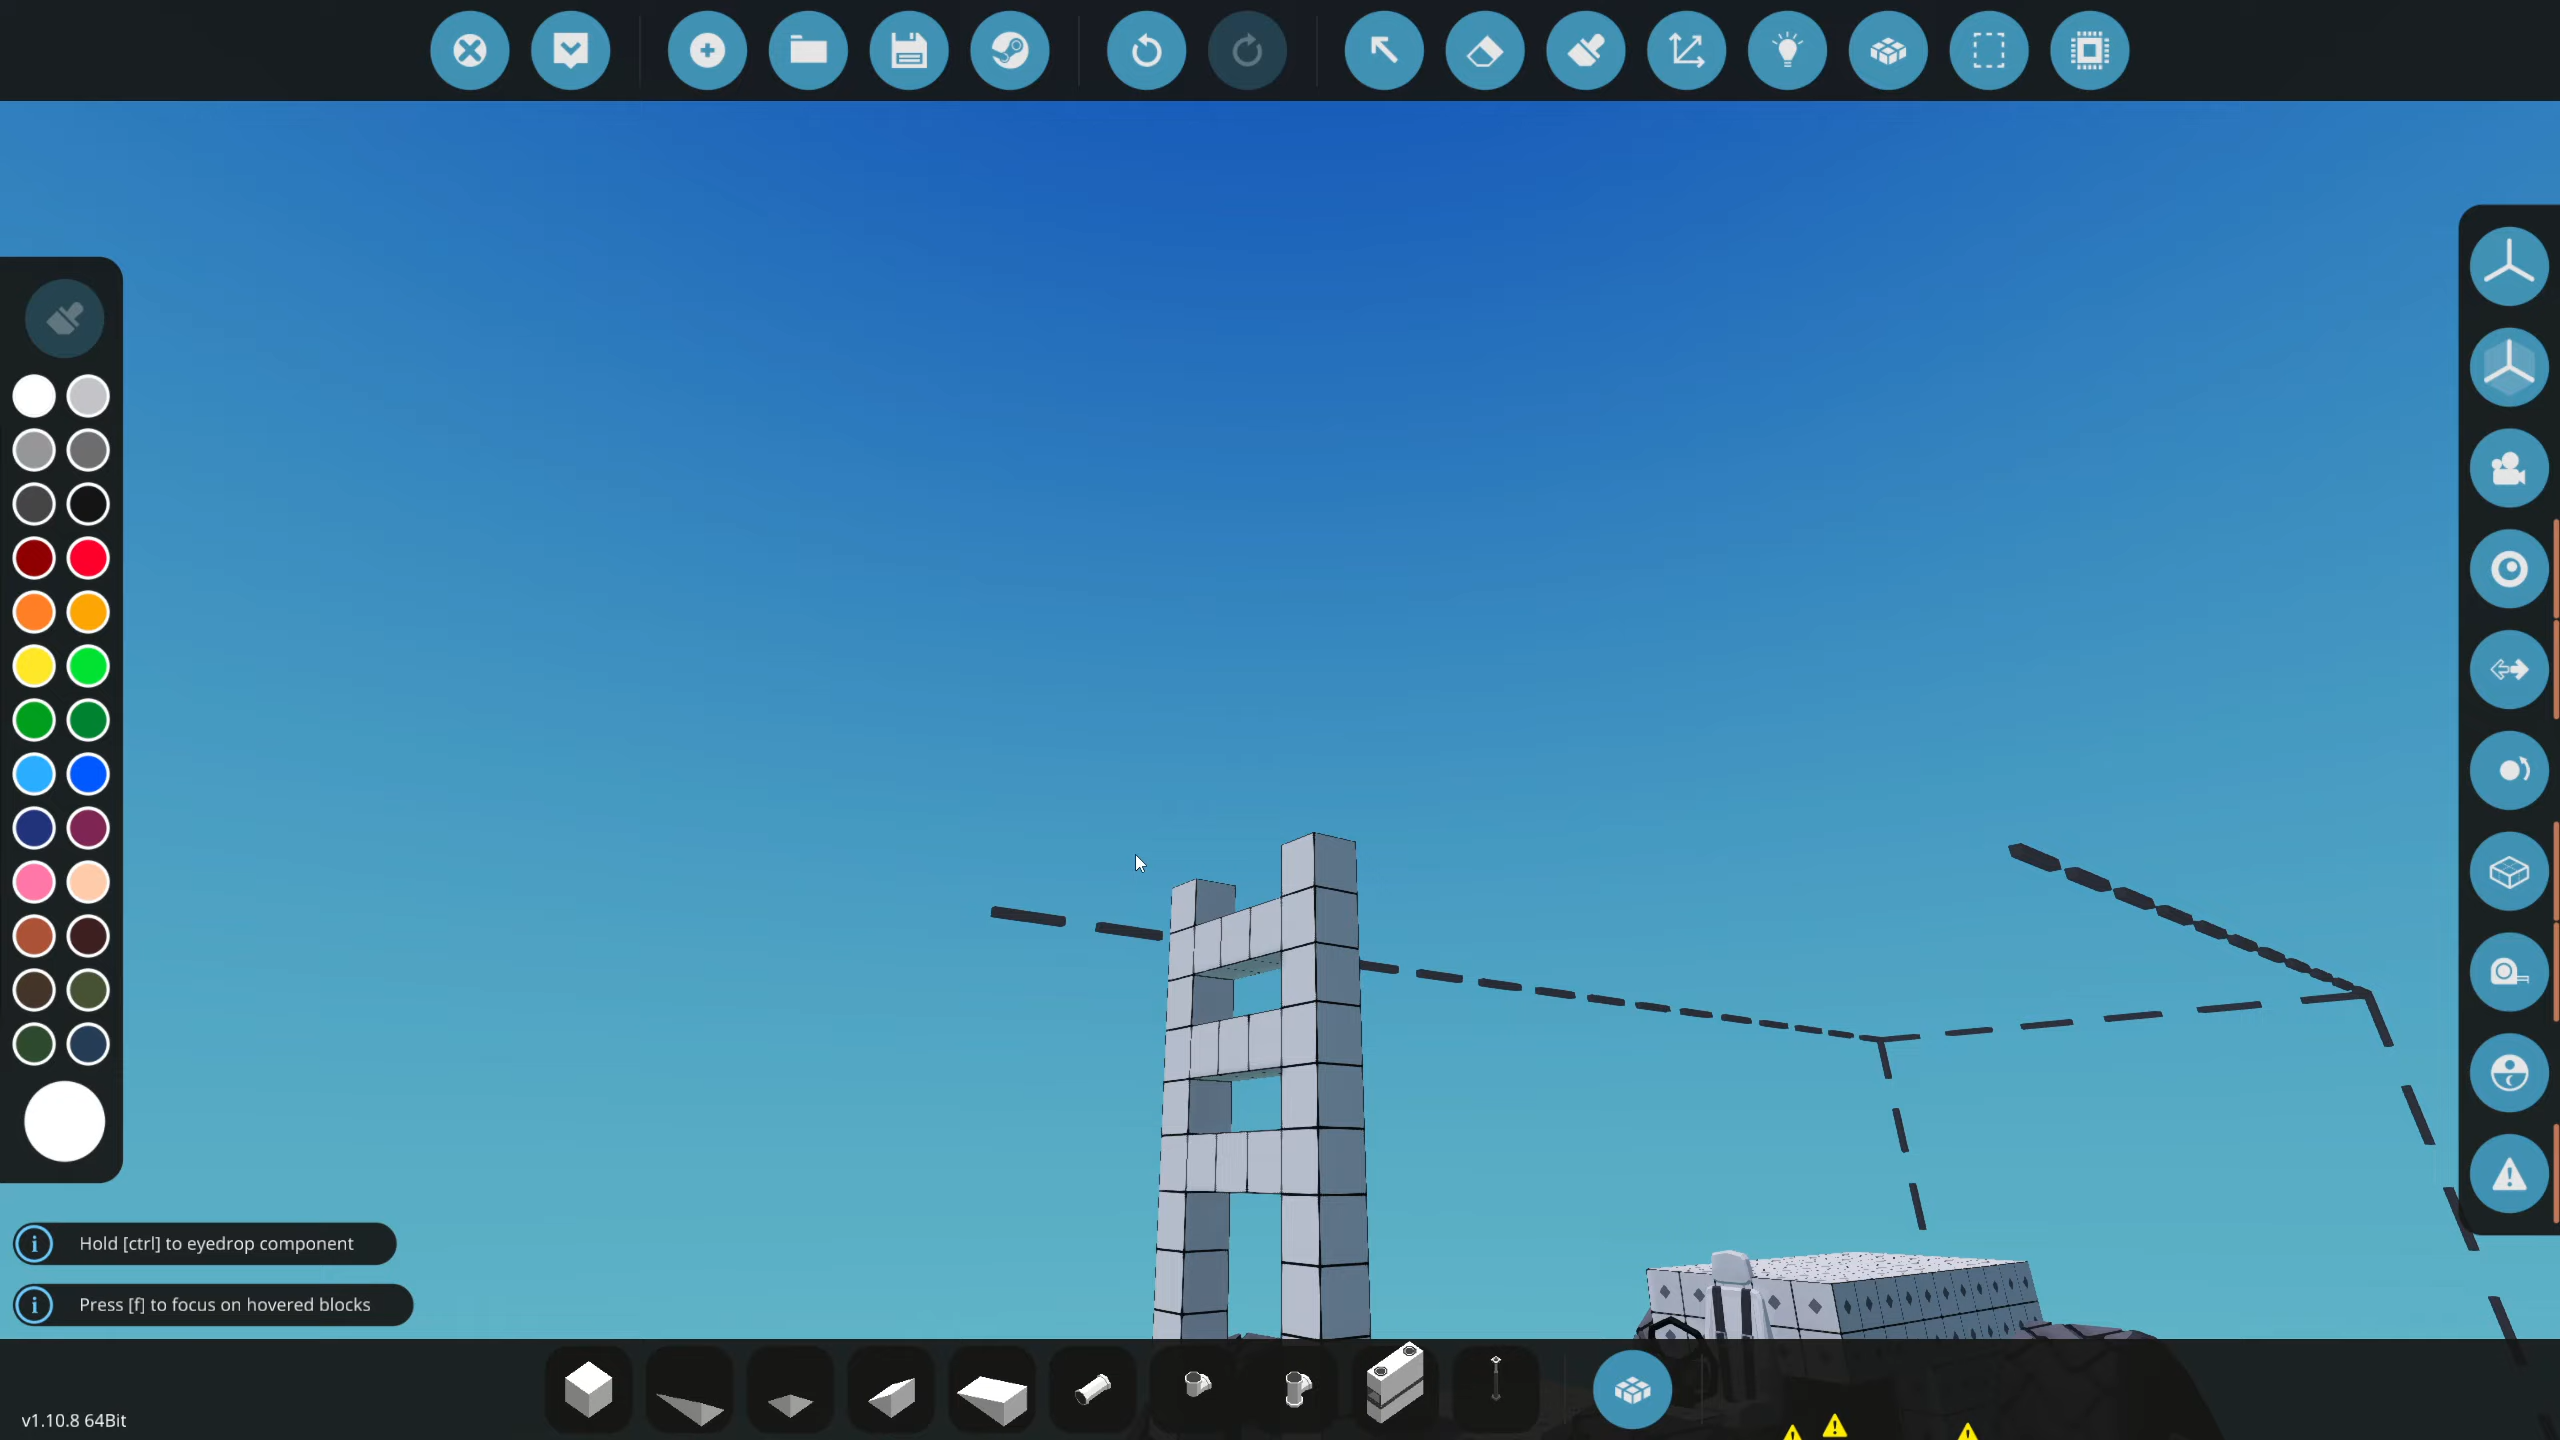 Hold [ctrl] to eyedrop component
Press [f] to focus on hovered blocks
v1.10.8 64Bit